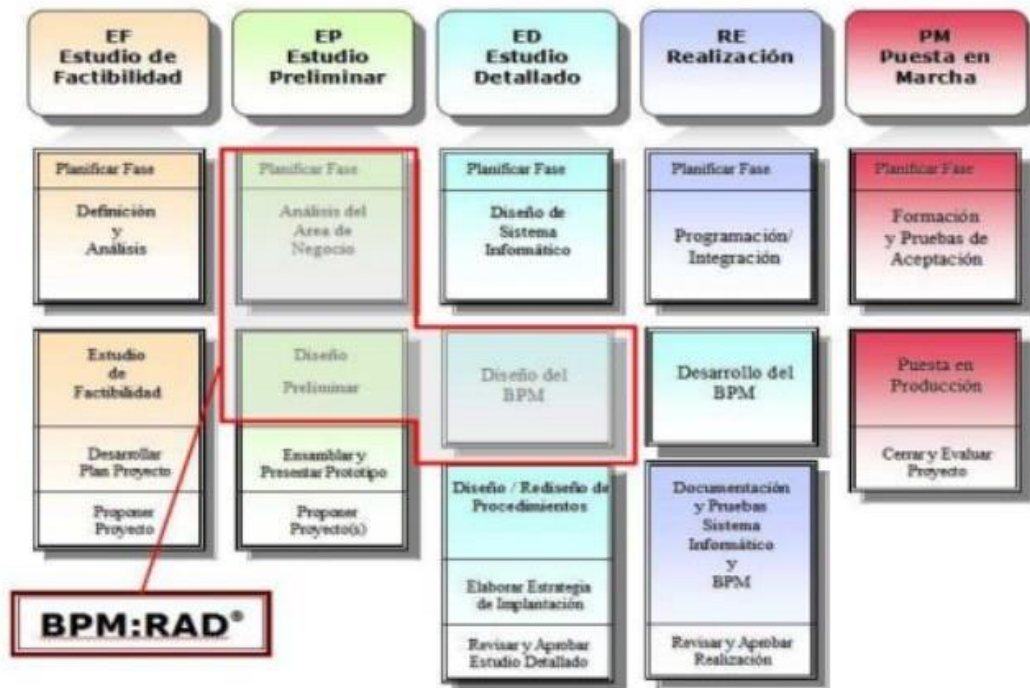 EF
Estudio de
Factibilidad
EP
Estudio
Preliminar
ED
Estudio
Detallado
RE
Realización
PM
Puesta en
Marcha
Planificar Fase
Definición
y
Análisis
Planificar Fase
Análisis del
Area de
Negocio
Planificar Fase
Diseño de
Sistema
Informático
Planificar Fase
Programación/
Integración
Planificar Fase
Formación
y Pruebas de
Aceptación
Estudio
de
Factibilidad
Desarrollar
Plan Proyecto
Proponer
Proyecto
Diseño
Preliminar
Ensamblar y
Presentar Prototipo
Proponer
Proyecto(s)
Diseño del
BPM
Diseño / Rediseño de
Procedimientos
Elaborar Estrategia
de Implantación
Revisar y Aprobar
Estudio Detallado
Desarrollo del
BPM
Documentación
y Pruebas
Sistema
Informático
y
BPM
Revisar y Aprobar
Realización
Puesta en
Producción
Cerrar y Evaluar
Proyecto
BPM:RAD®